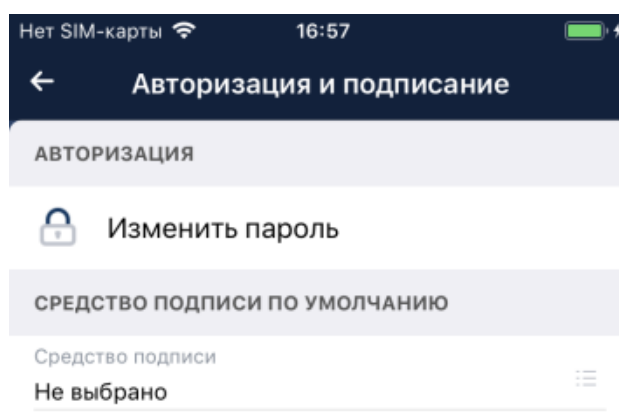 Нет SIM-карты 16:57
Авторизация и подписание
АВТОРИЗАЦИЯ
Изменить пароль
СРЕДСТВО ПОДПИСИ ПО УМОЛЧАНИЮ
Средство подписи
Не выбрано